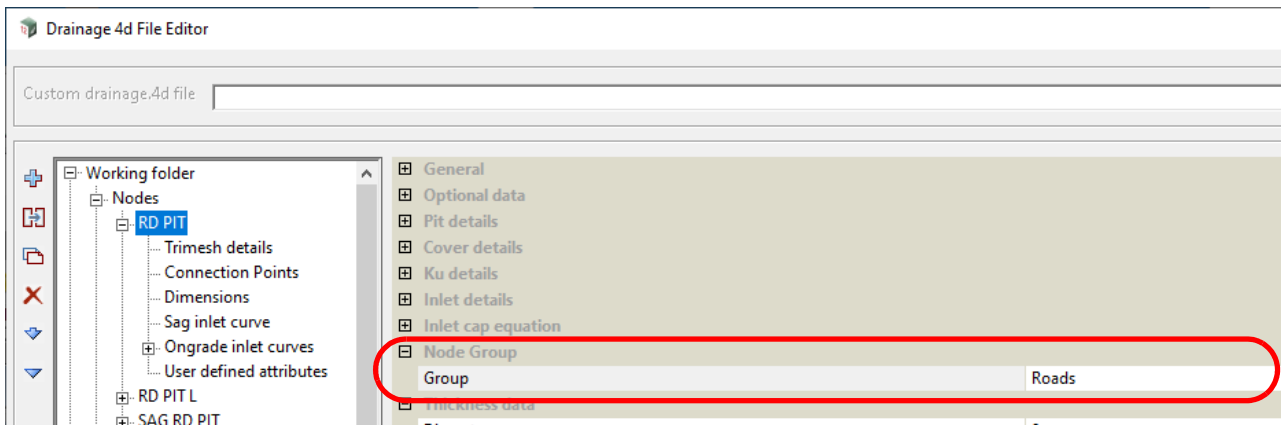 Drainage 4d File Editor
Custom drainage.4d file
Working folder
Nodes
RD PIT
Trimesh details
Connection Points
Dimensions
Sag inlet curve
Ongrade inlet curves
User defined attributes
RD PIT L
SAG RD PIT
General
Optional data
Pit details
Cover details
Ku details
Inlet details
Inlet cap equation
Node Group
Group Roads
Thickness data